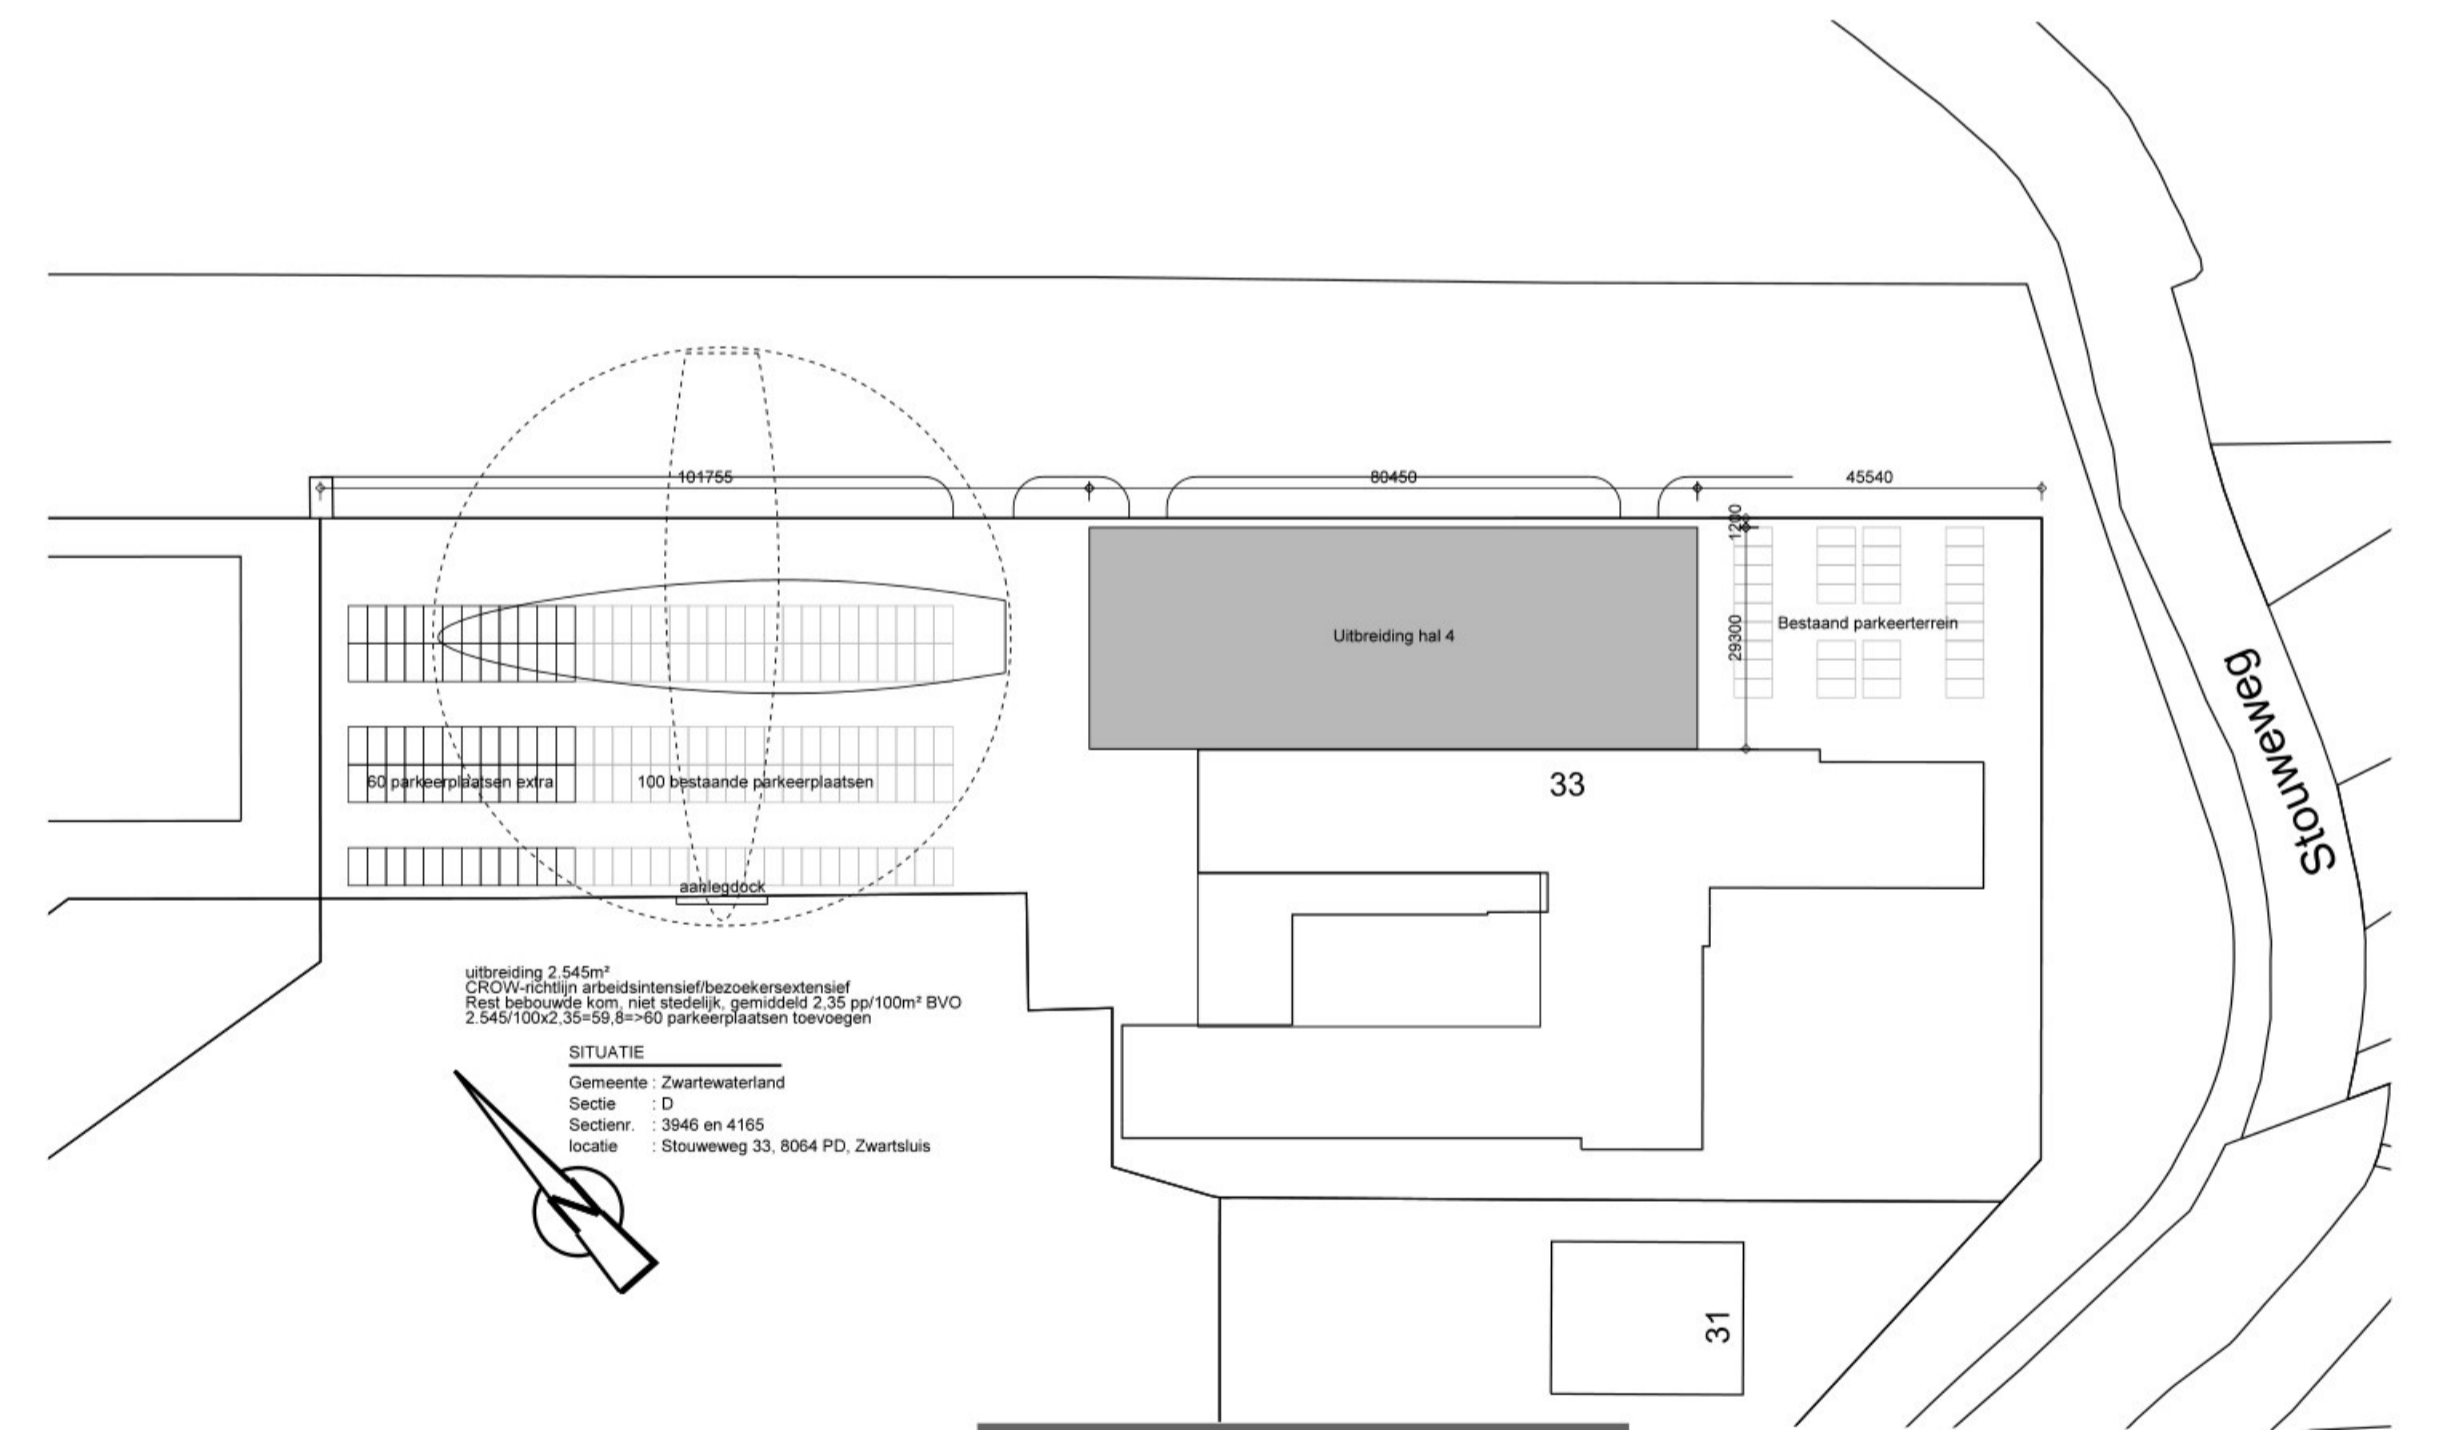 101755
80450
45540
1200
29300
Uitbreiding hal 4
Bestaand parkeerterrein
Stouweweg
60 parkeerplaatsen extra
100 bestaande parkeerplaatsen
33
aanlegdock
uitbreiding 2.545m²
CROW-richtlijn arbeidsintensief/bezoekersextensief
Rest bebouwde kom, niet stedelijk, gemiddeld 2,35 pp/100m² BVO
2.545/100x2,35=59,8=>60 parkeerplaatsen toevoegen
SITUATIE
Gemeente : Zwartewaterland
Sectie : D
Sectienr. : 3946 en 4165
locatie : Stouweweg 33, 8064 PD, Zwartsluis
N
31